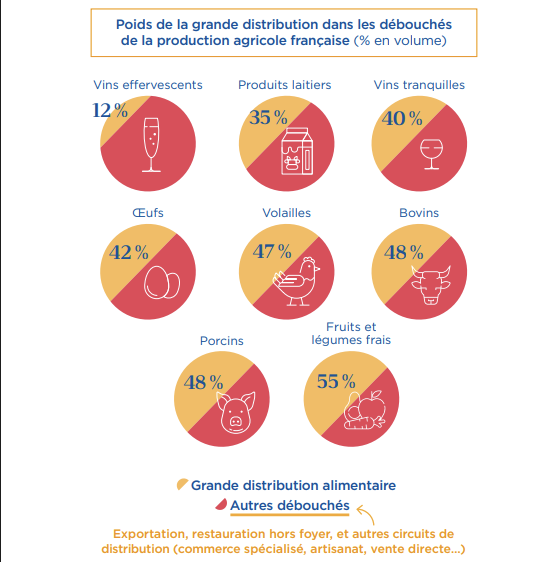 Poids de la grande distribution dans les débouchés
de la production agricole française (% en volume)
Vins effervescents
12 %
Produits laitiers
35 %
Vins tranquilles
40 %
Œufs
42 %
Volailles
47 %
Bovins
48 %
Porcins
48 %
Fruits et
légumes frais
55 %
Grande distribution alimentaire
Autres débouchés
Exportation, restauration hors foyer, et autres circuits de
distribution (commerce spécialisé, artisanat, vente directe...)